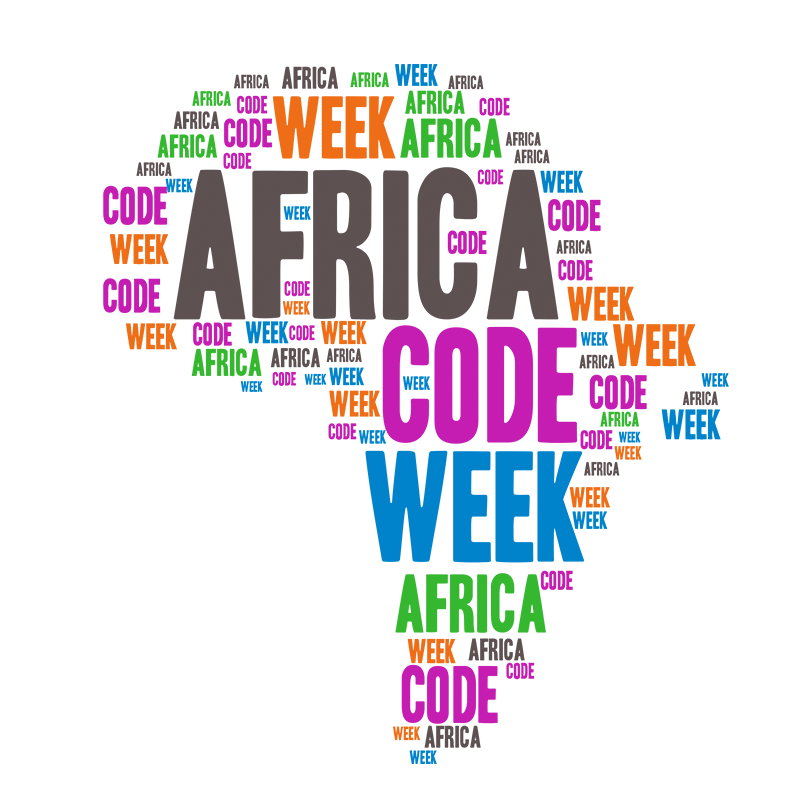 AFRICA AFRICA AFRICA WEEK AFRICA
AFRICA CODE WEEK AFRICA CODE
AFRICA CODE AFRICA AFRICA
AFRICA CODE AFRICA
AFRICA WEEK CODE WEEK
AFRICA
CODE WEEK CODE
WEEK CODE AFRICA
CODE CODE CODE
WEEK WEEK
WEEK CODE WEEK CODE WEEK
CODE
WEEK WEEK
AFRICA AFRICA AFRICA AFRICA
WEEK CODE WEEK WEEK WEEK CODE WEEK
WEEK AFRICA
CODE WEEK AFRICA WEEK
CODE WEEK
WEEK
WEEK
AFRICA
WEEK
WEEK
AFRICA CODE
WEEK AFRICA
CODE CODE
WEEK AFRICA
WEEK